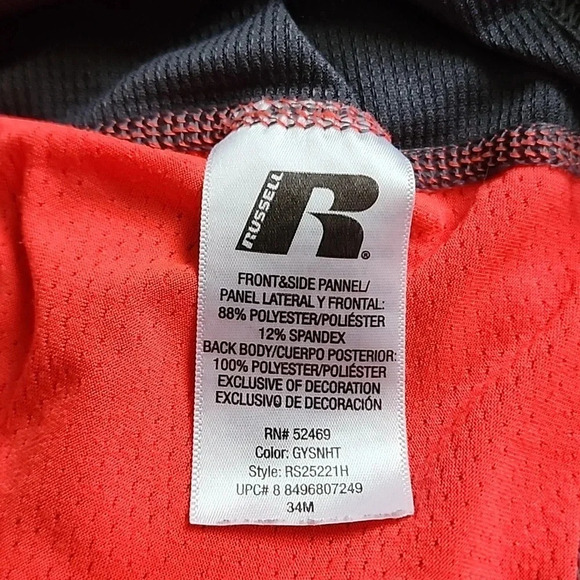 RUSSELL
R®
FRONT&SIDE PANNEL/
PANEL LATERAL Y FRONTAL:
88% POLYESTER/POLIÉSTER
12% SPANDEX
BACK BODY/CUERPO POSTERIOR:
100% POLYESTER/POLIÉSTER
EXCLUSIVE OF DECORATION
EXCLUSIVO DE DECORACIÓN
RN# 52469
Color: GYSNHT
Style: RS25221H
UPC# 8 8496807249
34M